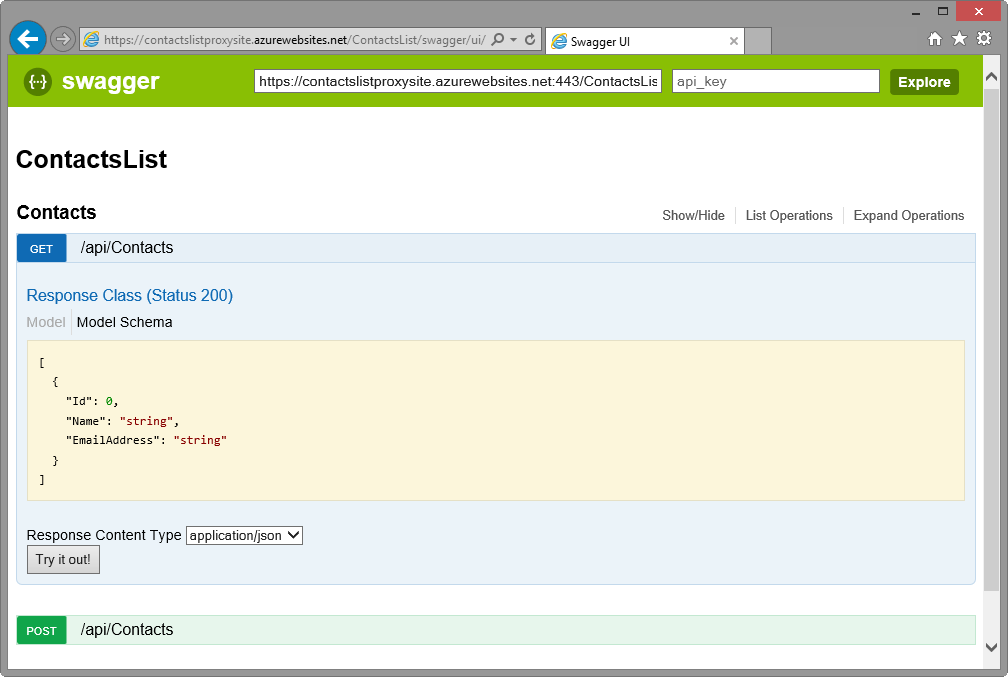 https://contactslistproxysite.azurewebsites.net/ContactsList/swagger/ui/
Swagger UI
{···} swagger
https://contactslistproxysite.azurewebsites.net:443/ContactsLis
api_key
Explore
ContactsList
Contacts
Show/Hide
List Operations
Expand Operations
GET /api/Contacts
Response Class (Status 200)
Model Model Schema
[
{
"Id": 0,
"Name": "string",
"EmailAddress": "string"
}
]
Response Content Type application/json
Try it out!
POST /api/Contacts